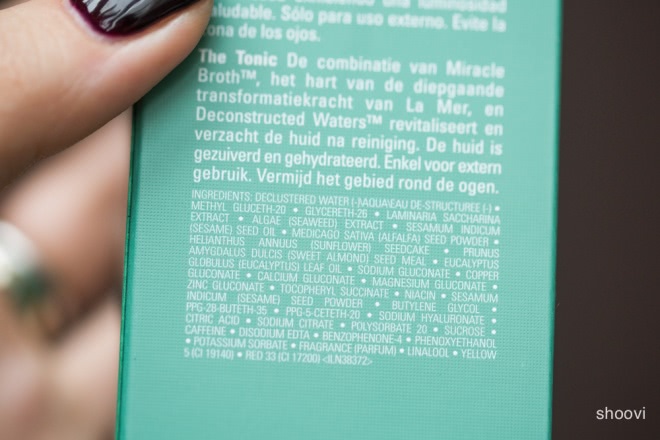 saludable. Sólo para uso externo. Evite la
zona de los ojos.
The Tonic De combinatie van Miracle
Broth™, het hart van de diepgaande
transformatiekracht van La Mer, en
Deconstructed Waters™ revitaliseert en
verzacht de huid na reiniging. De huid is
gezuiverd en gehydrateerd. Enkel voor extern
gebruik. Vermijd het gebied rond de ogen.
INGREDIENTS: DECLUSTERED WATER (-)\AQUA\EAU DE-STRUCTUREE (-) •
METHYL GLUCETH-20 • GLYCERETH-26 • LAMINARIA SACCHARINA
EXTRACT • ALGAE (SEAWEED) EXTRACT • SESAMUM INDICUM
(SESAME) SEED OIL • MEDICAGO SATIVA (ALFALFA) SEED POWDER •
HELIANTHUS ANNUUS (SUNFLOWER) SEEDCAKE • PRUNUS
AMYGDALUS DULCIS (SWEET ALMOND) SEED MEAL • EUCALYPTUS
GLOBULUS (EUCALYPTUS) LEAF OIL • SODIUM GLUCONATE • COPPER
GLUCONATE • CALCIUM GLUCONATE • MAGNESIUM GLUCONATE •
ZINC GLUCONATE • TOCOPHERYL SUCCINATE • NIACIN • SESAMUM
INDICUM (SESAME) SEED POWDER • BUTYLENE GLYCOL •
PPG-28-BUTETH-35 • PPG-5-CETETH-20 • SODIUM HYALURONATE •
CITRIC ACID • SODIUM CITRATE • POLYSORBATE 20 • SUCROSE •
CAFFEINE • DISODIUM EDTA • BENZOPHENONE-4 • PHENOXYETHANOL
• POTASSIUM SORBATE • FRAGRANCE (PARFUM) • LINALOOL • YELLOW
5 (CI 19140) • RED 33 (CI 17200) <ILN38372>
shoovi